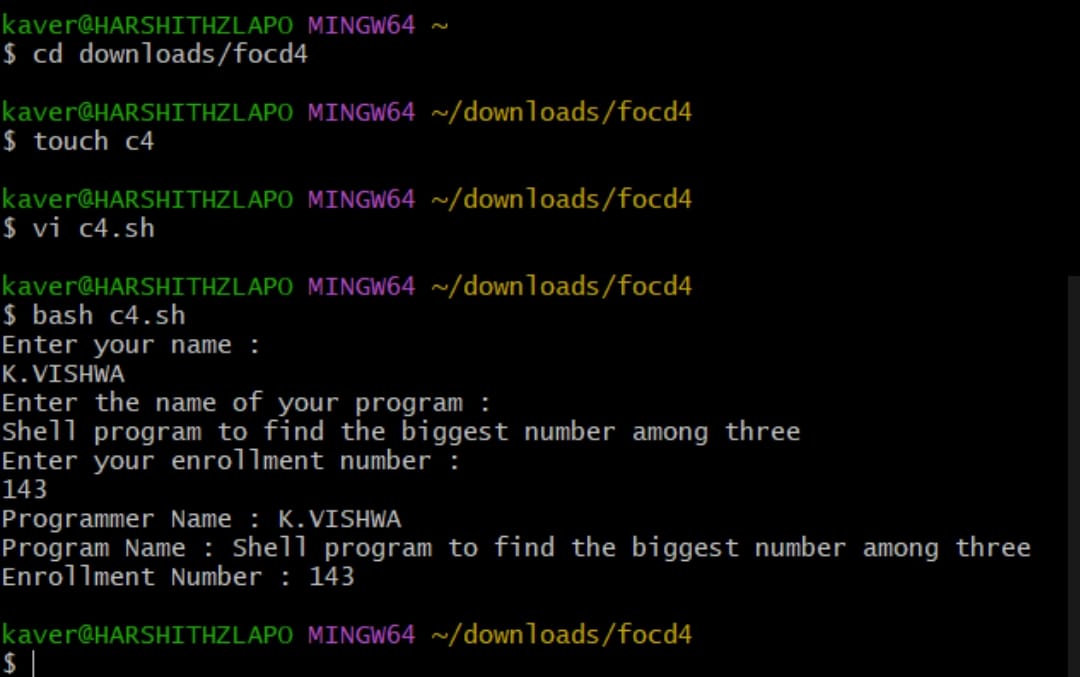 kaver@HARSHITHZLAPO MINGW64 ~
$ cd downloads/focd4
kaver@HARSHITHZLAPO MINGW64 ~/downloads/focd4
$ touch c4
kaver@HARSHITHZLAPO MINGW64 ~/downloads/focd4
$ vi c4.sh
kaver@HARSHITHZLAPO MINGW64 ~/downloads/focd4
$ bash c4.sh
Enter your name :
K.VISHWA
Enter the name of your program :
Shell program to find the biggest number among three
Enter your enrollment number :
143
Programmer Name : K.VISHWA
Program Name : Shell program to find the biggest number among three
Enrollment Number : 143
kaver@HARSHITHZLAPO MINGW64 ~/downloads/focd4
$